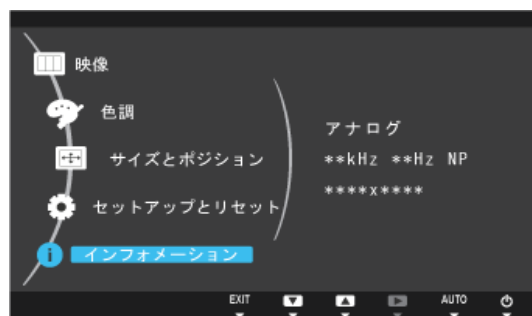 映像
色調
サイズとポジション
セットアップとリセット
インフォメーション
アナログ
**kHz **Hz NP
****x****
EXIT
AUTO